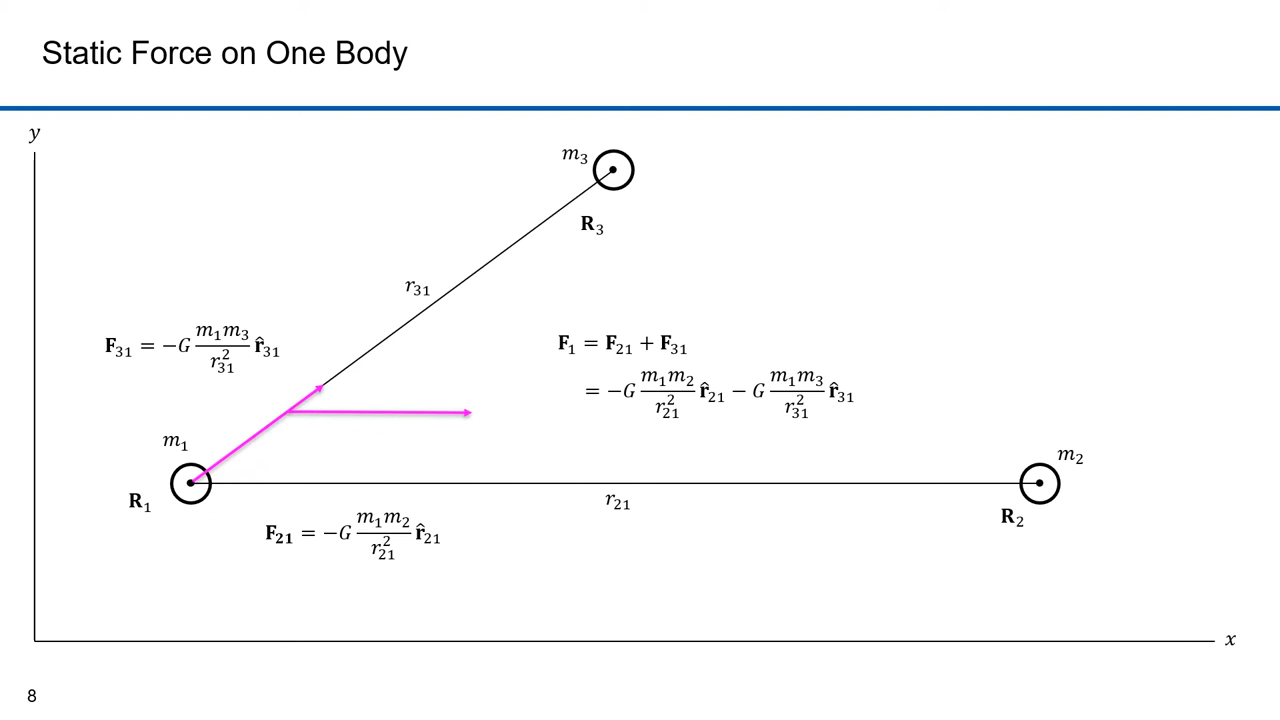 Static Force on One Body
y
m₃
R₃
r₃₁
F₃₁ = −G m₁m₃/r₃₁² r̂₃₁
F₁ = F₂₁ + F₃₁
= −G m₁m₂/r₂₁² r̂₂₁ − G m₁m₃/r₃₁² r̂₃₁
m₁
m₂
R₁
r₂₁
R₂
F₂₁ = −G m₁m₂/r₂₁² r̂₂₁
x
8